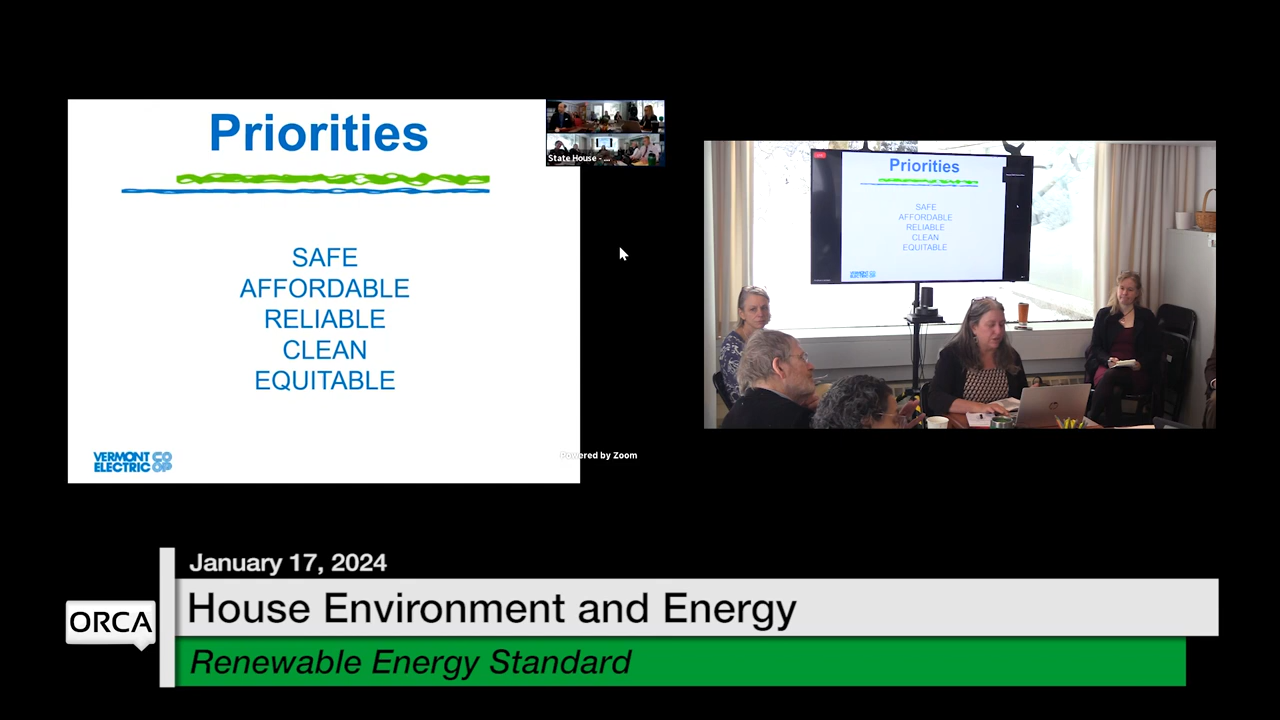 Priorities
SAFE
AFFORDABLE
RELIABLE
CLEAN
EQUITABLE
VERMONT
ELECTRIC
CO
OP
State House - ...
Powered by Zoom
Priorities
SAFE
AFFORDABLE
RELIABLE
CLEAN
EQUITABLE
January 17, 2024
House Environment and Energy
ORCA
Renewable Energy Standard